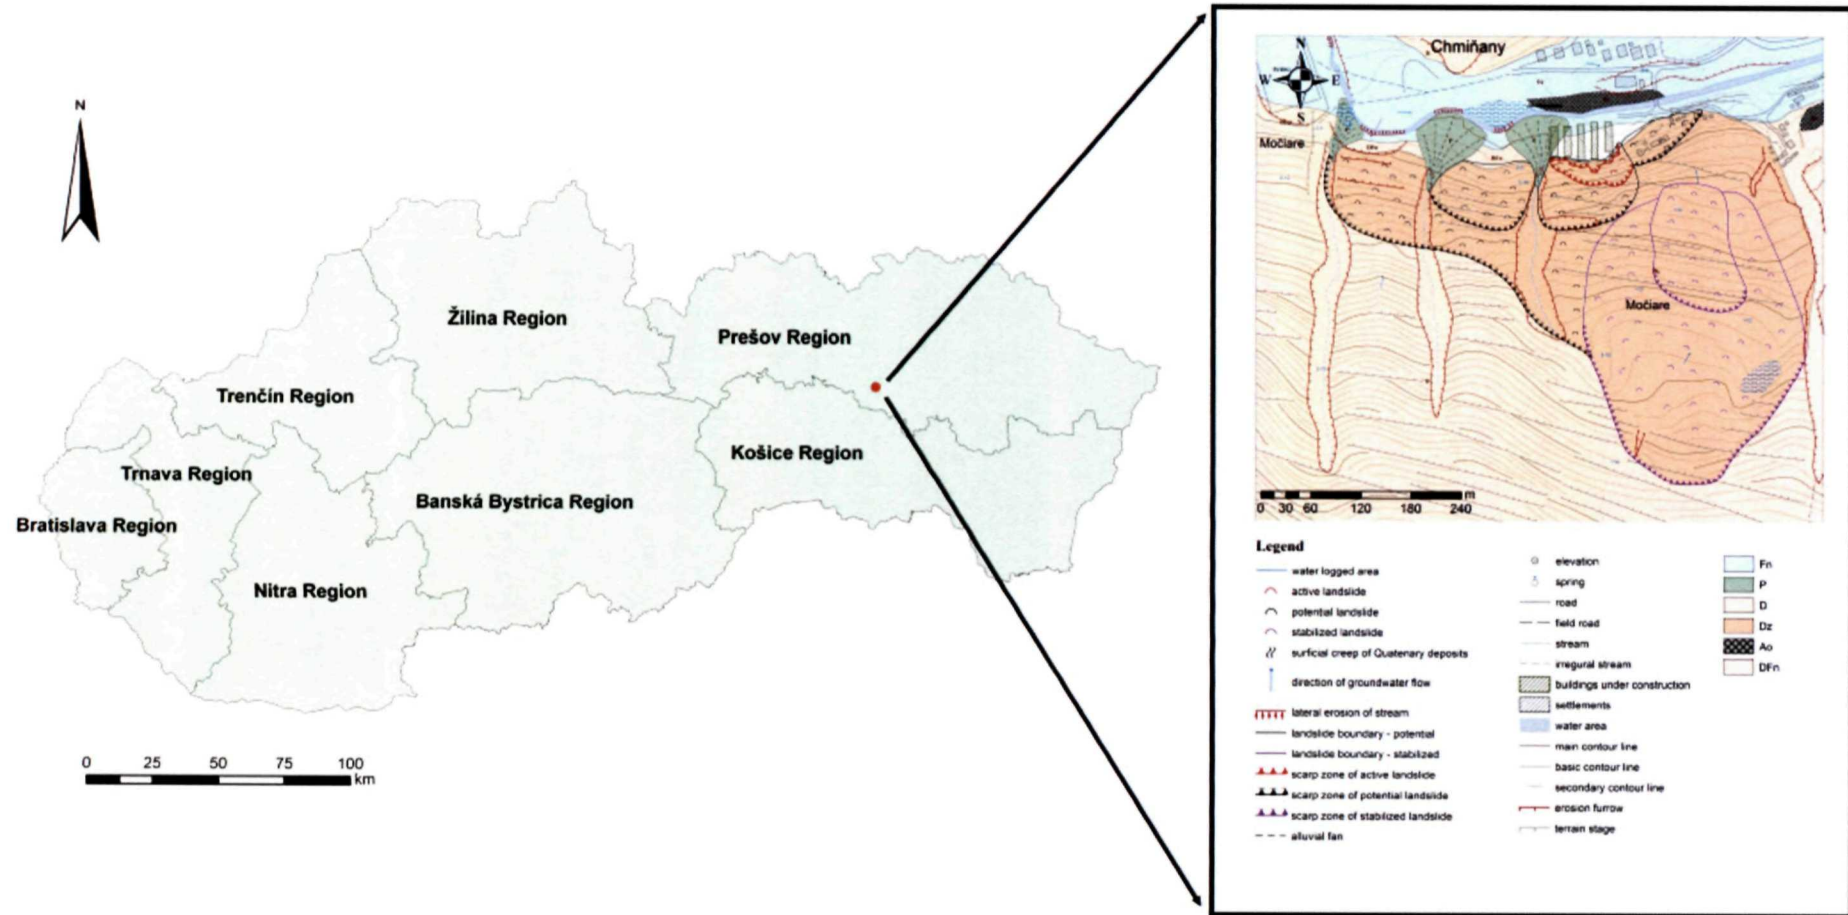 N
Žilina Region
Prešov Region
Trenčín Region
Košice Region
Trnava Region
Banská Bystrica Region
Bratislava Region
Nitra Region
0 25 50 75 100
km
Chmiňany
N
W E
S
Močiare
Močiare
0 30 60 120 180 240 m
Legend
water logged area
active landslide
potential landslide
stabilized landslide
surficial creep of Quatenary deposits
direction of groundwater flow
lateral erosion of stream
landslide boundary - potential
landslide boundary - stabilized
scarp zone of active landslide
scarp zone of potential landslide
scarp zone of stabilized landslide
alluvial fan
elevation
spring
road
field road
stream
irregural stream
buildings under construction
settlements
water area
main contour line
basic contour line
secondary contour line
erosion furrow
terrain stage
Fn
P
D
Dz
Ao
DFn